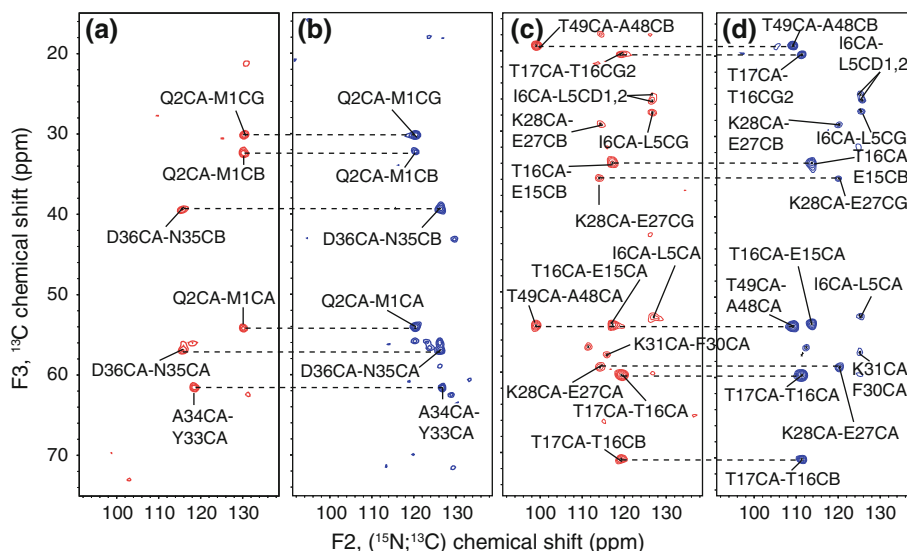 (a)
(b)
(c)
(d)
F3, ¹³C chemical shift (ppm)
20
30
40
50
60
70
Q2CA-M1CG
Q2CA-M1CB
D36CA-N35CB
Q2CA-M1CA
D36CA-N35CA
A34CA-
Y33CA
100 110 120 130
Q2CA-M1CG
Q2CA-M1CB
D36CA-N35CB
Q2CA-M1CA
D36CA-N35CA
A34CA-
Y33CA
100 110 120 130
T49CA-A48CB
T17CA-T16CG2
I6CA-L5CD1,2
K28CA-
E27CB
I6CA-L5CG
T16CA-
E15CB
K28CA-E27CG
I6CA-L5CA
T16CA-E15CA
T49CA-A48CA
K31CA-F30CA
K28CA-E27CA
T17CA-T16CA
T17CA-T16CB
100 110 120 130
T49CA-A48CB
I6CA-
L5CD1,2
T17CA-
T16CG2
K28CA-
E27CB
I6CA-L5CG
T16CA-
E15CB
K28CA-E27CG
T16CA-E15CA
T49CA-
A48CA
I6CA-L5CA
K31CA-
F30CA
T17CA-T16CA
K28CA-E27CA
T17CA-T16CB
100 110 120 130
F2, (¹⁵N;¹³C) chemical shift (ppm)